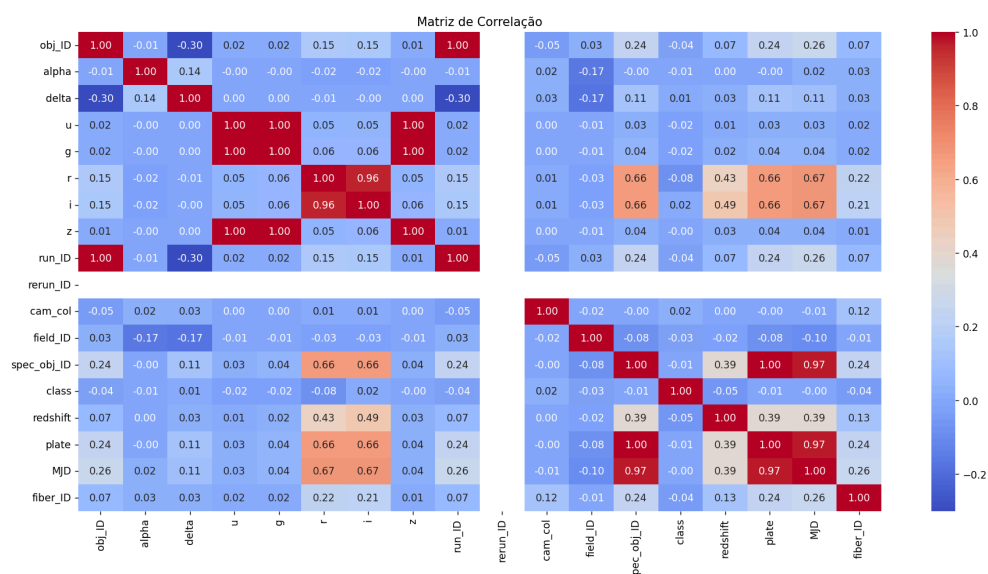 Matriz de Correlação
obj_ID 1.00 -0.01 -0.30 0.02 0.02 0.15 0.15 0.01 1.00 -0.05 0.03 0.24 -0.04 0.07 0.24 0.26 0.07
alpha -0.01 1.00 0.14 -0.00 -0.00 -0.02 -0.02 -0.00 -0.01 0.02 -0.17 -0.00 -0.01 0.00 -0.00 0.02 0.03
delta -0.30 0.14 1.00 0.00 0.00 -0.01 -0.00 0.00 -0.30 0.03 -0.17 0.11 0.01 0.03 0.11 0.11 0.03
u 0.02 -0.00 0.00 1.00 1.00 0.05 0.05 1.00 0.02 0.00 -0.01 0.03 -0.02 0.01 0.03 0.03 0.02
g 0.02 -0.00 0.00 1.00 1.00 0.06 0.06 1.00 0.02 0.00 -0.01 0.04 -0.02 0.02 0.04 0.04 0.02
r 0.15 -0.02 -0.01 0.05 0.06 1.00 0.96 0.05 0.15 0.01 -0.03 0.66 -0.08 0.43 0.66 0.67 0.22
i 0.15 -0.02 -0.00 0.05 0.06 0.96 1.00 0.06 0.15 0.01 -0.03 0.66 0.02 0.49 0.66 0.67 0.21
z 0.01 -0.00 0.00 1.00 1.00 0.05 0.06 1.00 0.01 0.00 -0.01 0.04 -0.00 0.03 0.04 0.04 0.01
run_ID 1.00 -0.01 -0.30 0.02 0.02 0.15 0.15 0.01 1.00 -0.05 0.03 0.24 -0.04 0.07 0.24 0.26 0.07
rerun_ID
cam_col -0.05 0.02 0.03 0.00 0.00 0.01 0.01 0.00 -0.05 1.00 -0.02 -0.00 0.02 0.00 -0.00 -0.01 0.12
field_ID 0.03 -0.17 -0.17 -0.01 -0.01 -0.03 -0.03 -0.01 0.03 -0.02 1.00 -0.08 -0.03 -0.02 -0.08 -0.10 -0.01
spec_obj_ID 0.24 -0.00 0.11 0.03 0.04 0.66 0.66 0.04 0.24 -0.00 -0.08 1.00 -0.01 0.39 1.00 0.97 0.24
class -0.04 -0.01 0.01 -0.02 -0.02 -0.08 0.02 -0.00 -0.04 0.02 -0.03 -0.01 1.00 -0.05 -0.01 -0.00 -0.04
redshift 0.07 0.00 0.03 0.01 0.02 0.43 0.49 0.03 0.07 0.00 -0.02 0.39 -0.05 1.00 0.39 0.39 0.13
plate 0.24 -0.00 0.11 0.03 0.04 0.66 0.66 0.04 0.24 -0.00 -0.08 1.00 -0.01 0.39 1.00 0.97 0.24
MJD 0.26 0.02 0.11 0.03 0.04 0.67 0.67 0.04 0.26 -0.01 -0.10 0.97 -0.00 0.39 0.97 1.00 0.26
fiber_ID 0.07 0.03 0.03 0.02 0.02 0.22 0.21 0.01 0.07 0.12 -0.01 0.24 -0.04 0.13 0.24 0.26 1.00
obj_ID alpha delta u g r i z run_ID rerun_ID cam_col field_ID pec_obj_ID class redshift plate MJD fiber_ID
1.0
0.8
0.6
0.4
0.2
0.0
−0.2